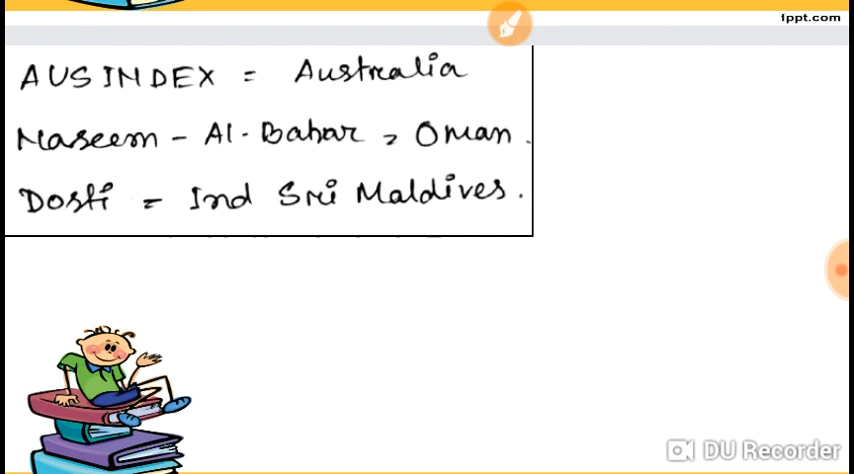 fppt.com
AUSINDEX = Australia
Naseem - Al - Bahar = Oman.
Dosti = Ind Sri Maldives.
DU Recorder